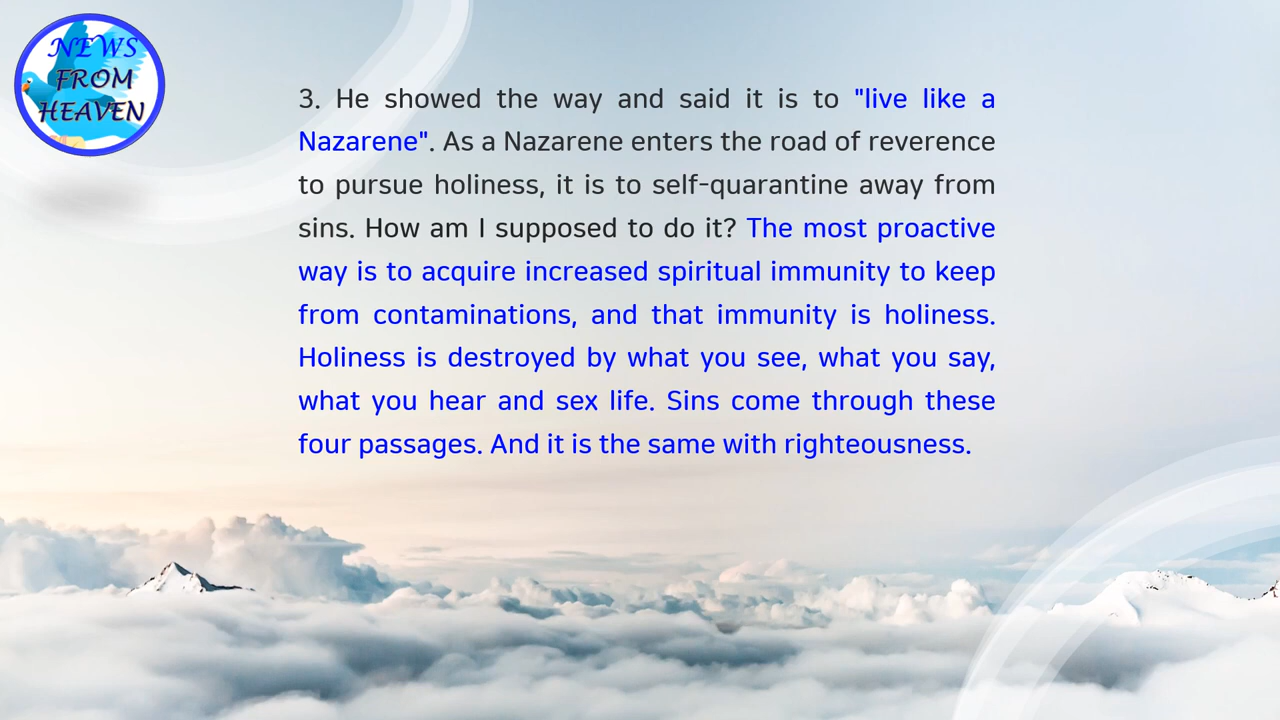 NEWS
FROM
HEAVEN
3. He showed the way and said it is to "live like a
Nazarene". As a Nazarene enters the road of reverence
to pursue holiness, it is to self-quarantine away from
sins. How am I supposed to do it? The most proactive
way is to acquire increased spiritual immunity to keep
from contaminations, and that immunity is holiness.
Holiness is destroyed by what you see, what you say,
what you hear and sex life. Sins come through these
four passages. And it is the same with righteousness.